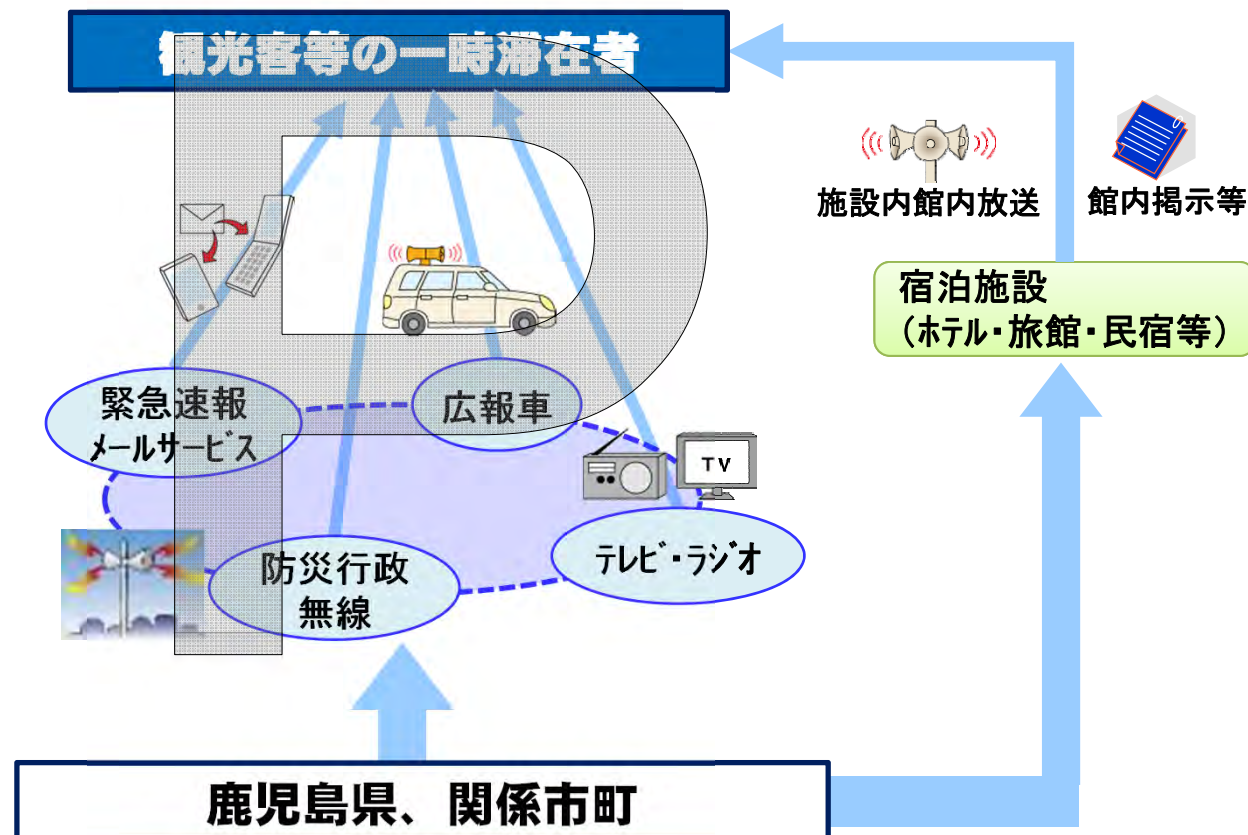 観光客等の一時滞在者
施設内館内放送
館内掲示等
宿泊施設
（ホテル・旅館・民宿等）
緊急速報
メールサービス
広報車
TV
テレビ・ラジオ
防災行政
無線
鹿児島県、関係市町
P